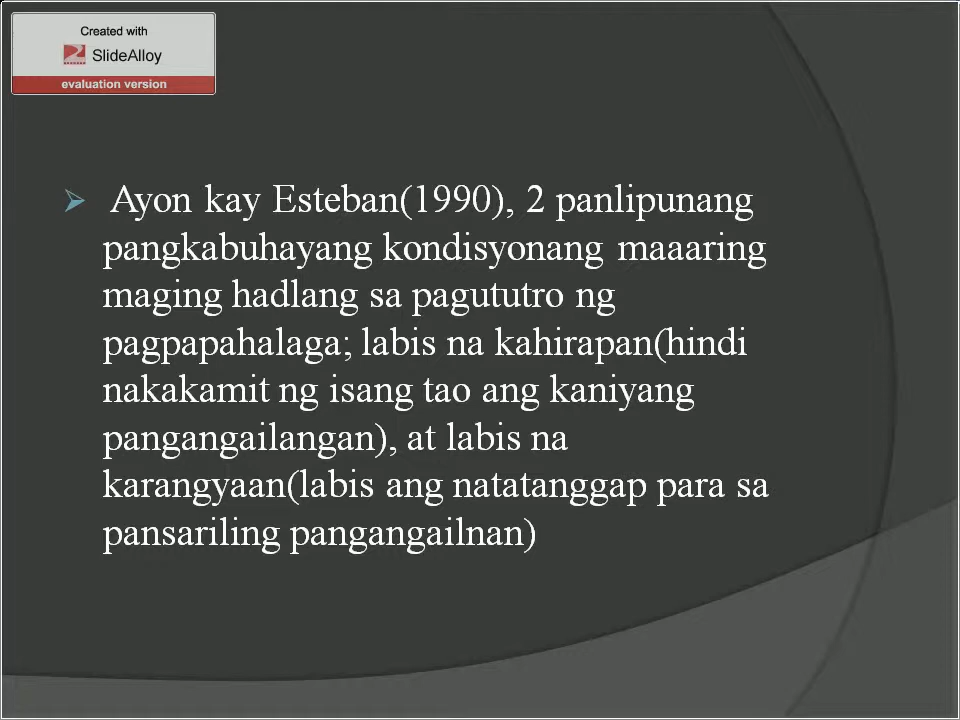 Created with
SlideAlloy
evaluation version
➢ Ayon kay Esteban(1990), 2 panlipunang
pangkabuhayang kondisyonang maaaring
maging hadlang sa pagututro ng
pagpapahalaga; labis na kahirapan(hindi
nakakamit ng isang tao ang kaniyang
pangangailangan), at labis na
karangyaan(labis ang natatanggap para sa
pansariling pangangailnan)